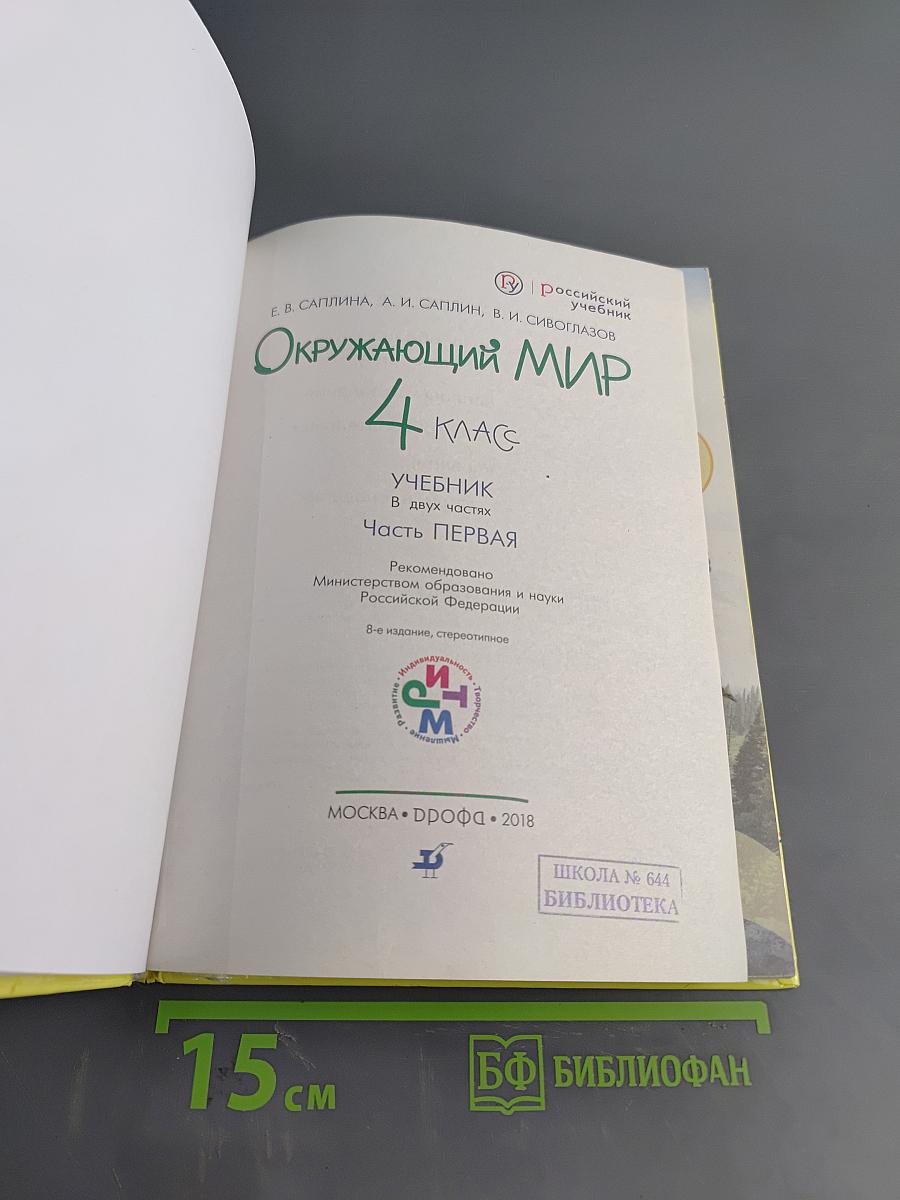 РУ Российский
учебник
Е. В. САПЛИНА, А. И. САПЛИН, В. И. СИВОГЛАЗОВ
ОКРУЖАЮЩИЙ МИР
4 КЛАСС
УЧЕБНИК
В двух частях
Часть ПЕРВАЯ
Рекомендовано
Министерством образования и науки
Российской Федерации
8-е издание, стереотипное
Развитие • Индивидуальность • Творчество • Мышление •
РИТМ
МОСКВА • ДРОФА • 2018
ШКОЛА № 644
БИБЛИОТЕКА
15 см
БФ БИБЛИОФАН